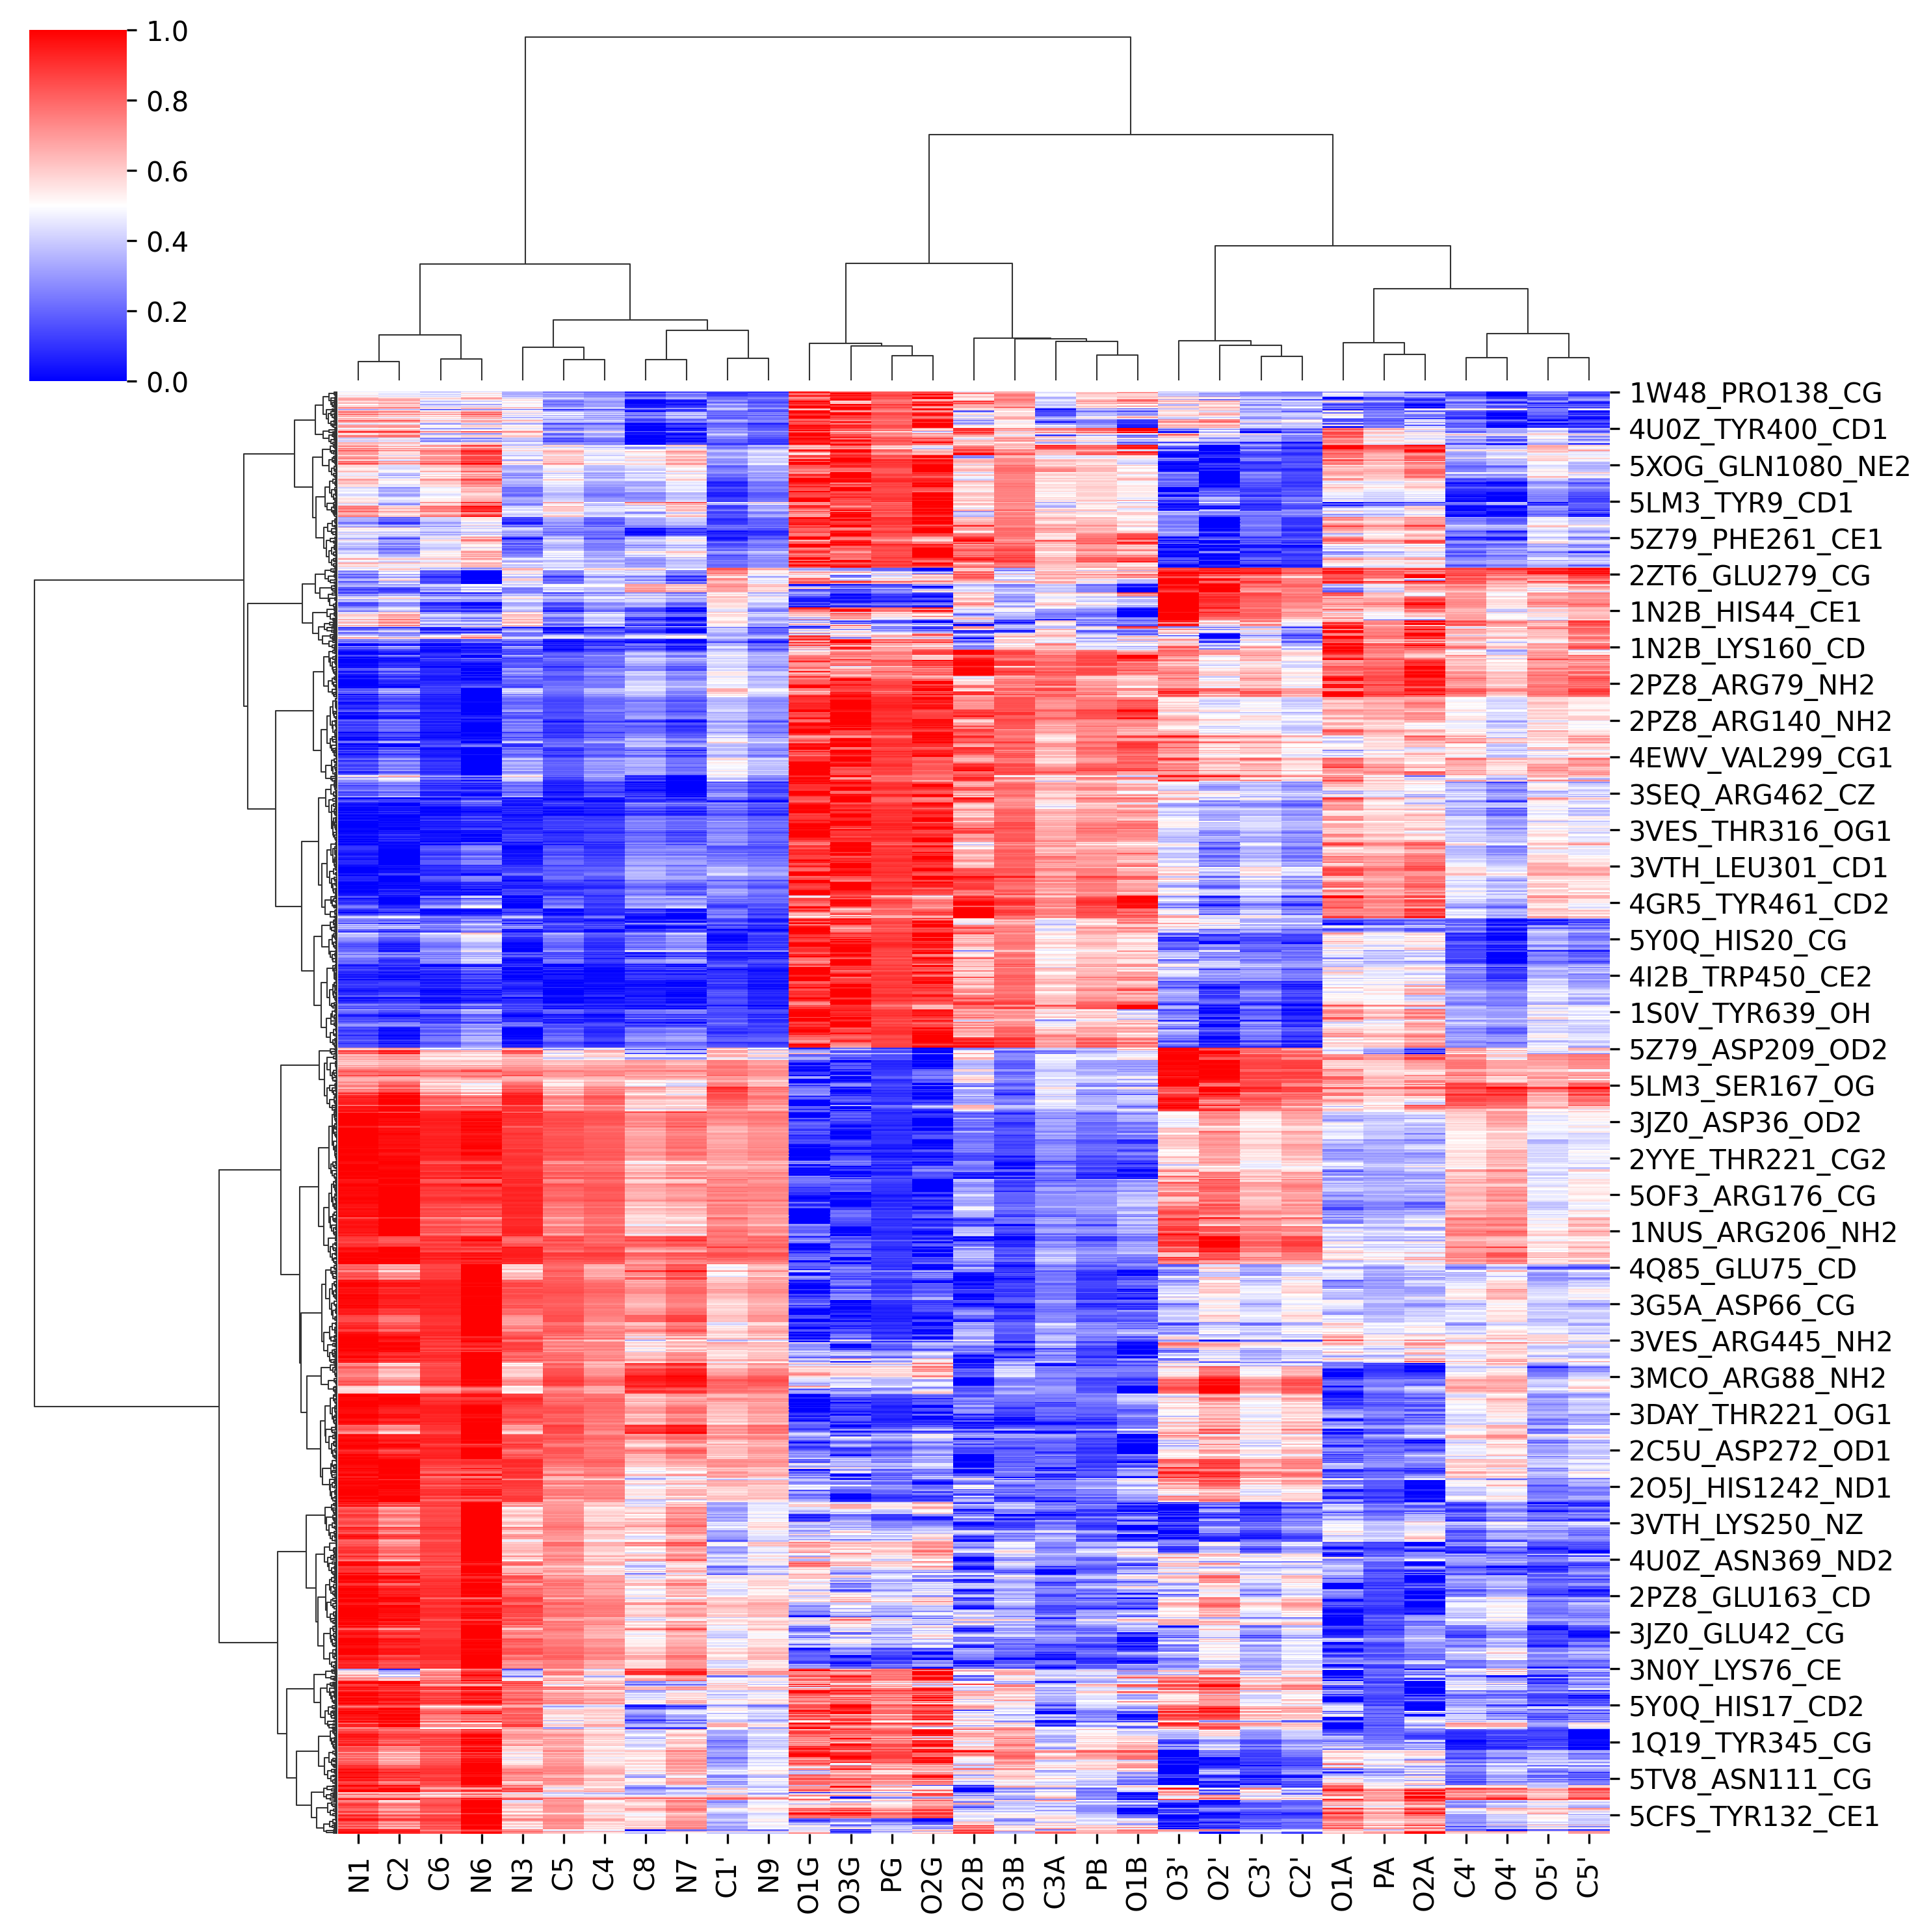 1.0
0.8
0.6
0.4
0.2
0.0
1W48_PRO138_CG
4U0Z_TYR400_CD1
5XOG_GLN1080_NE2
5LM3_TYR9_CD1
5Z79_PHE261_CE1
2ZT6_GLU279_CG
1N2B_HIS44_CE1
1N2B_LYS160_CD
2PZ8_ARG79_NH2
2PZ8_ARG140_NH2
4EWV_VAL299_CG1
3SEQ_ARG462_CZ
3VES_THR316_OG1
3VTH_LEU301_CD1
4GR5_TYR461_CD2
5Y0Q_HIS20_CG
4I2B_TRP450_CE2
1S0V_TYR639_OH
5Z79_ASP209_OD2
5LM3_SER167_OG
3JZ0_ASP36_OD2
2YYE_THR221_CG2
5OF3_ARG176_CG
1NUS_ARG206_NH2
4Q85_GLU75_CD
3G5A_ASP66_CG
3VES_ARG445_NH2
3MCO_ARG88_NH2
3DAY_THR221_OG1
2C5U_ASP272_OD1
2O5J_HIS1242_ND1
3VTH_LYS250_NZ
4U0Z_ASN369_ND2
2PZ8_GLU163_CD
3JZ0_GLU42_CG
3N0Y_LYS76_CE
5Y0Q_HIS17_CD2
1Q19_TYR345_CG
5TV8_ASN111_CG
5CFS_TYR132_CE1
N1 C2 C6 N6 N3 C5 C4 C8 N7 C1' N9 O1G O3G PG O2G O2B O3B C3A PB O1B O3' O2' C3' C2' O1A PA O2A C4' O4' O5' C5'